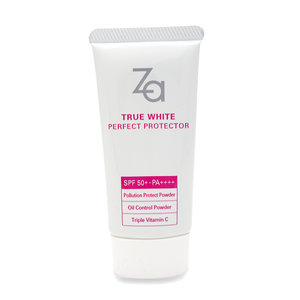 Za
TRUE WHITE
PERFECT PROTECTOR
SPF 50+·PA++++
Pollution Protect Powder
Oil Control Powder
Triple Vitamin C